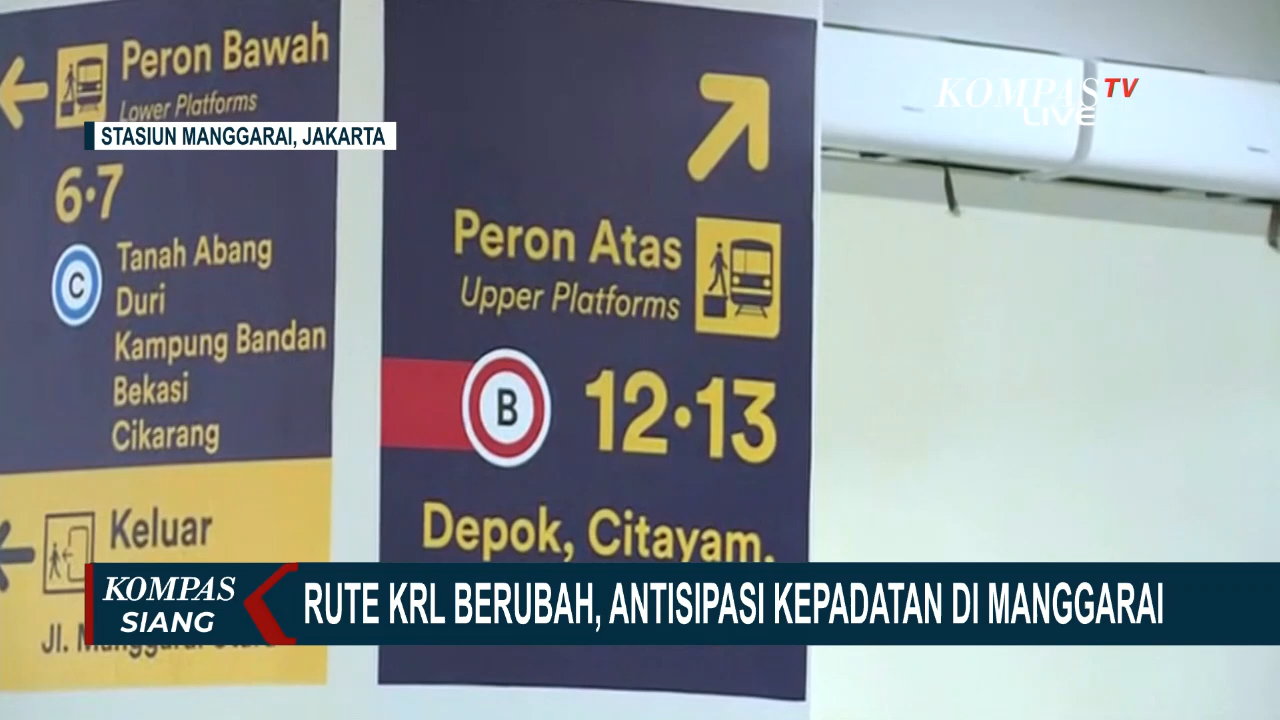 Peron Bawah
Lower Platforms
STASIUN MANGGARAI, JAKARTA
6·7
C
Tanah Abang
Duri
Kampung Bandan
Bekasi
Cikarang
Keluar
Jl.
Peron Atas
Upper Platforms
B
12·13
Depok, Citayam,
KOMPAS TV
LIVE
KOMPAS
SIANG
RUTE KRL BERUBAH, ANTISIPASI KEPADATAN DI MANGGARAI